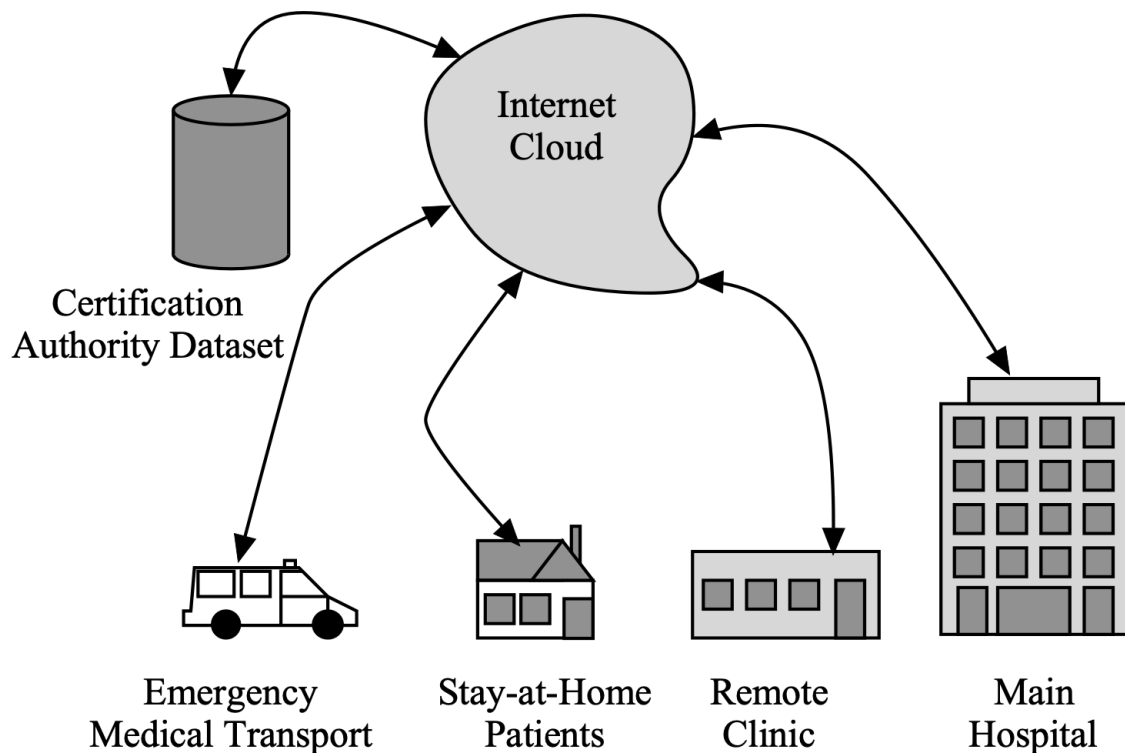 Internet
Cloud
Certification
Authority Dataset
Emergency
Medical Transport
Stay-at-Home
Patients
Remote
Clinic
Main
Hospital